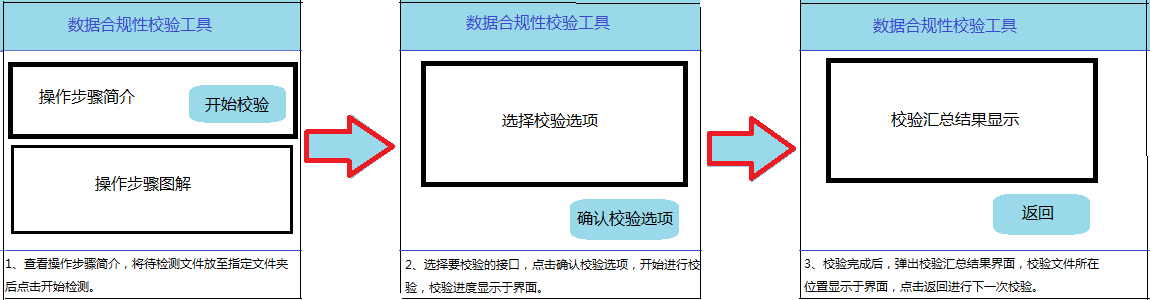 数据合规性校验工具
操作步骤简介
开始校验
操作步骤图解
1、查看操作步骤简介，将待检测文件放至指定文件夹
后点击开始检测。
数据合规性校验工具
选择校验选项
确认校验选项
2、选择要校验的接口，点击确认校验选项，开始进行校
验，校验进度显示于界面。
数据合规性校验工具
校验汇总结果显示
返回
3、校验完成后，弹出校验汇总结果界面，校验文件所在
位置显示于界面，点击返回进行下一次校验。